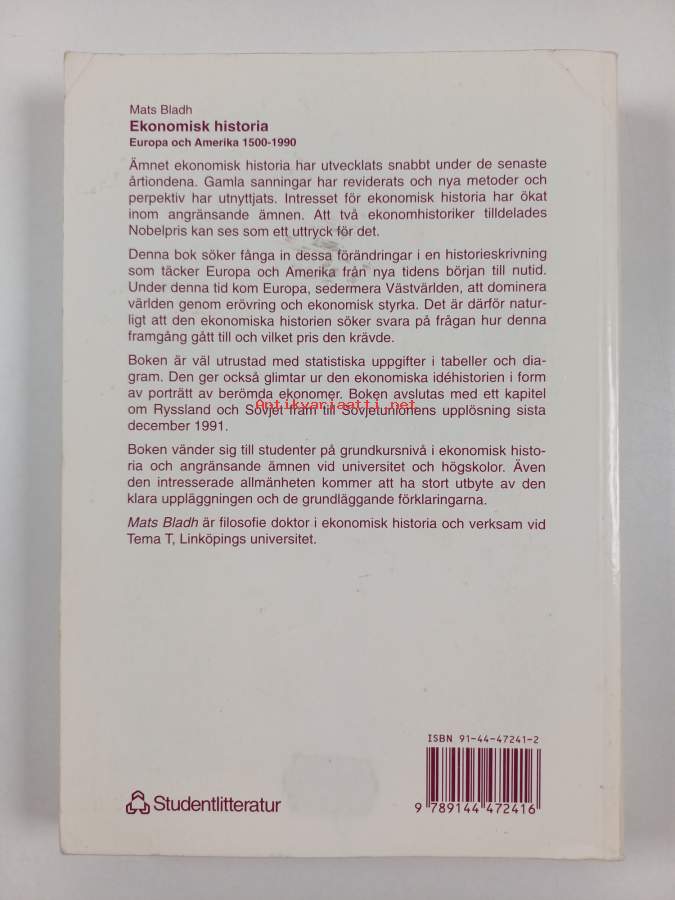 Mats Bladh
Ekonomisk historia
Europa och Amerika 1500-1990
Ämnet ekonomisk historia har utvecklats snabbt under de senaste
årtiondena. Gamla sanningar har reviderats och nya metoder och
perpektiv har utnyttjats. Intresset för ekonomisk historia har ökat
inom angränsande ämnen. Att två ekonomhistoriker tilldelades
Nobelpris kan ses som ett uttryck för det.
Denna bok söker fånga in dessa förändringar i en historieskrivning
som täcker Europa och Amerika från nya tidens början till nutid.
Under denna tid kom Europa, sedermera Västvärlden, att dominera
världen genom erövring och ekonomisk styrka. Det är därför natur-
ligt att den ekonomiska historien söker svara på frågan hur denna
framgång gått till och vilket pris den krävde.
Boken är väl utrustad med statistiska uppgifter i tabeller och dia-
gram. Den ger också glimtar ur den ekonomiska idéhistorien i form
av porträtt av berömda ekonomer. Boken avslutas med ett kapitel
om Ryssland och Sovjet fram till Sovjetunionens upplösning sista
december 1991.
Antikvariaatti.net
Boken vänder sig till studenter på grundkursnivå i ekonomisk histo-
ria och angränsande ämnen vid universitet och högskolor. Även
den intresserade allmänheten kommer att ha stort utbyte av den
klara uppläggningen och de grundläggande förklaringarna.
Mats Bladh är filosofie doktor i ekonomisk historia och verksam vid
Tema T, Linköpings universitet.
ISBN 91-44-47241-2
9 789144 472416
Studentlitteratur